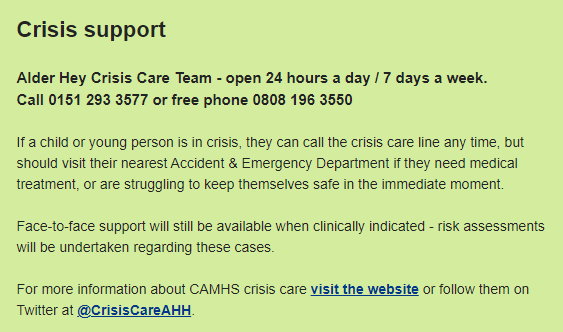 Crisis support
Alder Hey Crisis Care Team - open 24 hours a day / 7 days a week.
Call 0151 293 3577 or free phone 0808 196 3550
If a child or young person is in crisis, they can call the crisis care line any time, but
should visit their nearest Accident & Emergency Department if they need medical
treatment, or are struggling to keep themselves safe in the immediate moment.
Face-to-face support will still be available when clinically indicated - risk assessments
will be undertaken regarding these cases.
For more information about CAMHS crisis care visit the website or follow them on
Twitter at @CrisisCareAHH.